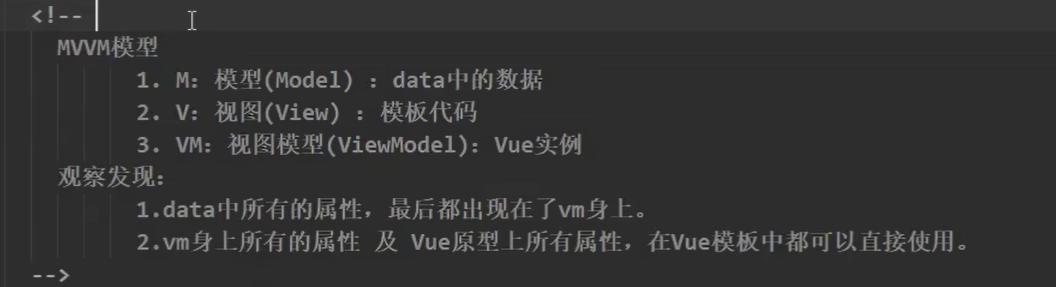 <!--
MVVM模型
1. M：模型(Model) ：data中的数据
2. V：视图(View) ：模板代码
3. VM：视图模型(ViewModel)：Vue实例
观察发现：
1.data中所有的属性，最后都出现在了vm身上。
2.vm身上所有的属性 及 Vue原型上所有属性，在Vue模板中都可以直接使用。
-->